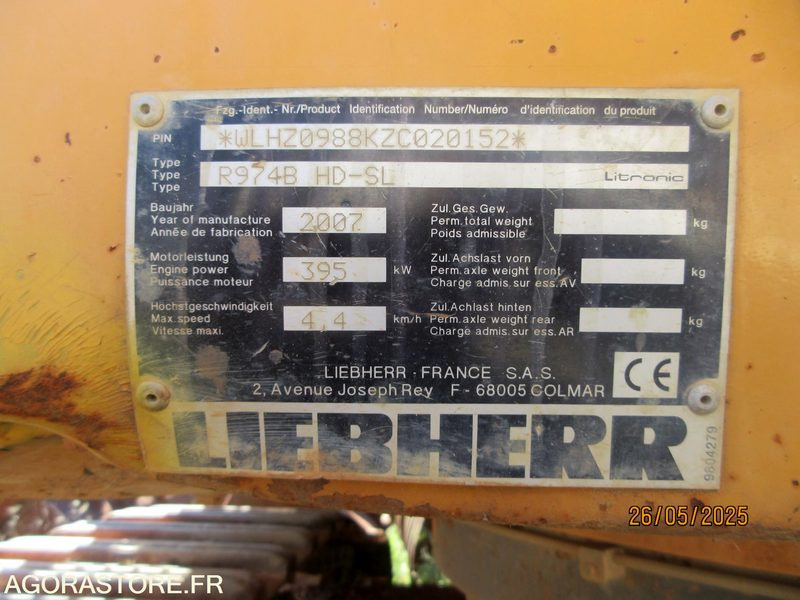 Fzg.-Ident.- Nr./Product Identification Number/Numéro d'identification du produit
PIN *WLHZ0988KZC020152*
Type
Type R974B HD-SL Litronic
Type
Baujahr
Year of manufacture 2007
Année de fabrication
Zul.Ges.Gew.
Perm.total weight kg
Poids admissible
Motorleistung
Engine power 395 kW
Puissance moteur
Zul.Achslast vorn
Perm.axle weight front kg
Charge admis.sur ess.AV
Höchstgeschwindigkeit
Max.speed 4,4 km/h
Vitesse maxi.
Zul.Achlast hinten
Perm.axle weight rear kg
Charge admis.sur ess.AR
LIEBHERR - FRANCE S.A.S.
2, Avenue Joseph Rey F - 68005 COLMAR
CE
LIEBHERR
9604279
26/05/2025
AGORASTORE.FR